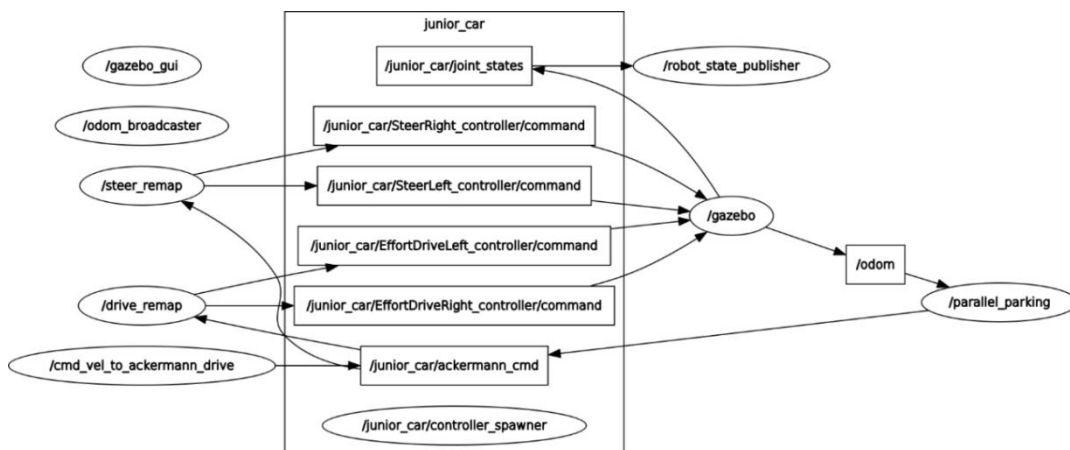 junior_car
/gazebo_gui
/junior_car/joint_states
/robot_state_publisher
/odom_broadcaster
/junior_car/SteerRight_controller/command
/steer_remap
/junior_car/SteerLeft_controller/command
/gazebo
/junior_car/EffortDriveLeft_controller/command
/odom
/drive_remap
/junior_car/EffortDriveRight_controller/command
/parallel_parking
/cmd_vel_to_ackermann_drive
/junior_car/ackermann_cmd
/junior_car/controller_spawner